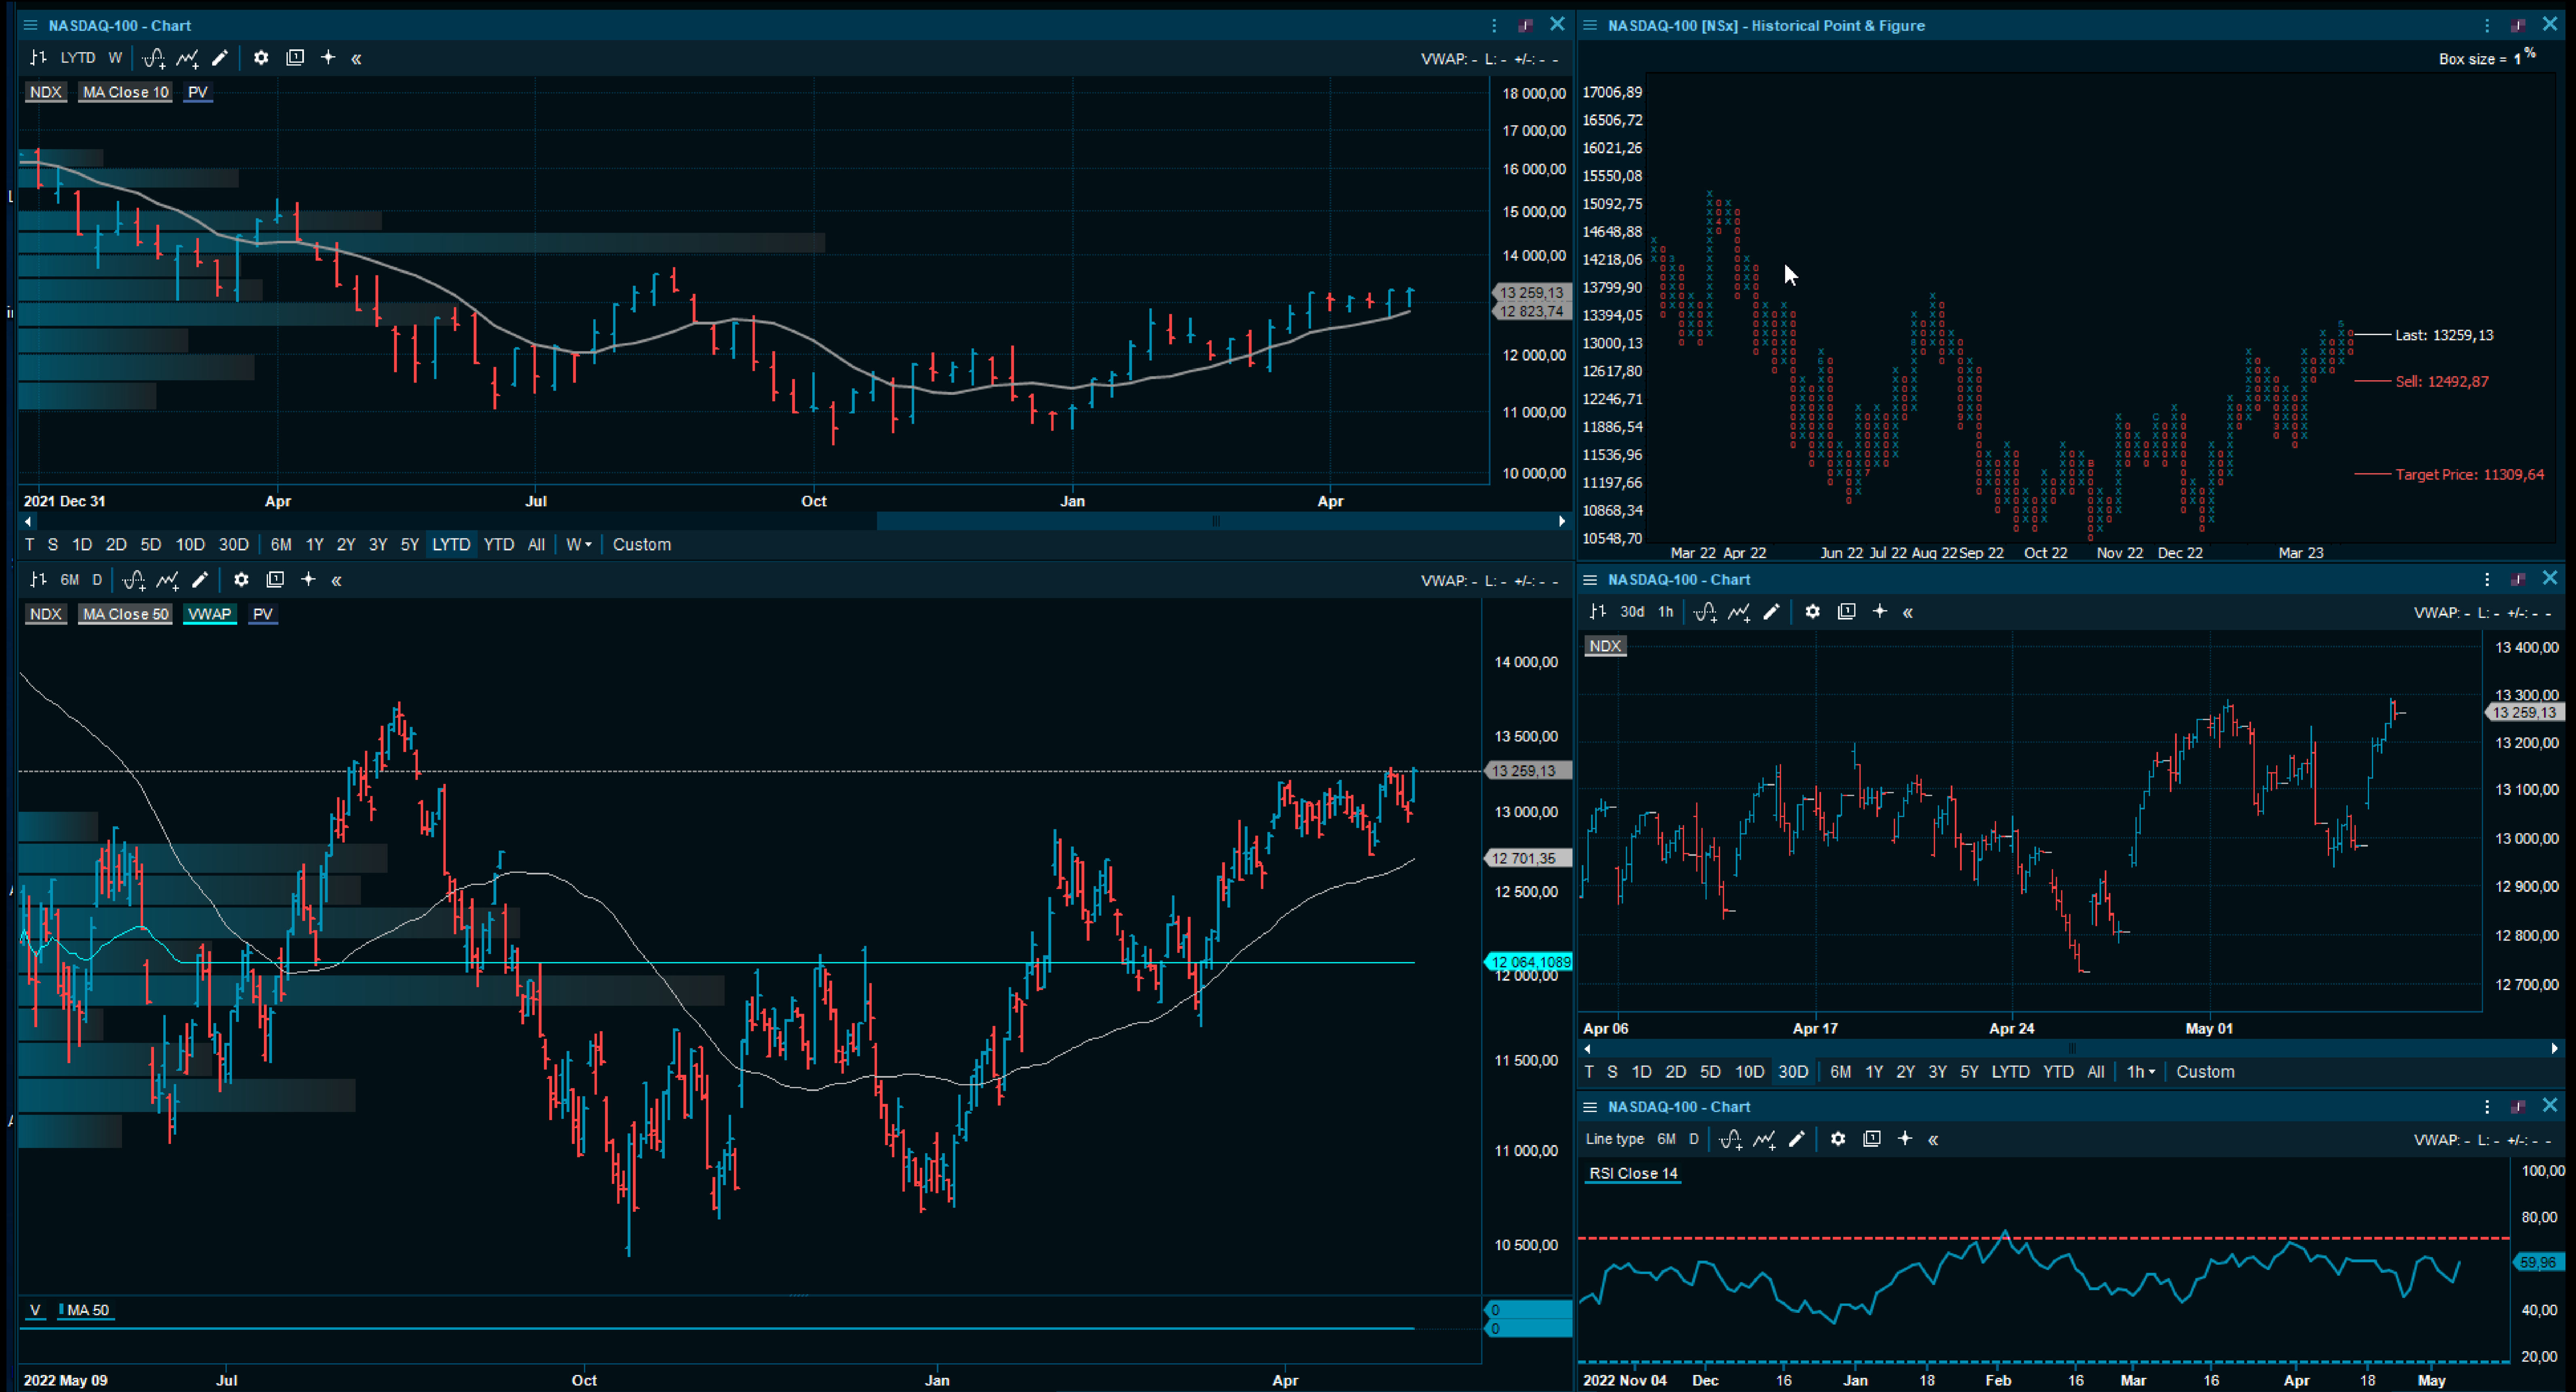 NASDAQ-100 - Chart
LYTD W
VWAP: - L: - +/-: - -
NDX MA Close 10 PV
18 000,00
17 000,00
16 000,00
15 000,00
14 000,00
13 259,13
12 823,74
12 000,00
11 000,00
10 000,00
2021 Dec 31 Apr Jul Oct Jan Apr
T S 1D 2D 5D 10D 30D 6M 1Y 2Y 3Y 5Y LYTD YTD All W Custom
6M D
VWAP: - L: - +/-: - -
NDX MA Close 50 VWAP PV
14 000,00
13 500,00
13 259,13
13 000,00
12 701,35
12 500,00
12 064,1089
12 000,00
11 500,00
11 000,00
10 500,00
V MA 50
0
0
2022 May 09 Jul Oct Jan Apr
NASDAQ-100 [NSx] - Historical Point & Figure
Box size = 1 %
17006,89
16506,72
16021,26
15550,08
15092,75
14648,88
14218,06
13799,90
13394,05
13000,13
12617,80
12246,71
11886,54
11536,96
11197,66
10868,34
10548,70
Last: 13259,13
Sell: 12492,87
Target Price: 11309,64
Mar 22 Apr 22 Jun 22 Jul 22 Aug 22 Sep 22 Oct 22 Nov 22 Dec 22 Mar 23
NASDAQ-100 - Chart
30d 1h
VWAP: - L: - +/-: - -
NDX
13 400,00
13 300,00
13 259,13
13 200,00
13 100,00
13 000,00
12 900,00
12 800,00
12 700,00
Apr 06 Apr 17 Apr 24 May 01
T S 1D 2D 5D 10D 30D 6M 1Y 2Y 3Y 5Y LYTD YTD All 1h Custom
NASDAQ-100 - Chart
Line type 6M D
VWAP: - L: - +/-: - -
RSI Close 14
100,00
80,00
59,96
40,00
20,00
2022 Nov 04 Dec 16 Jan 18 Feb 16 Mar 16 Apr 18 May